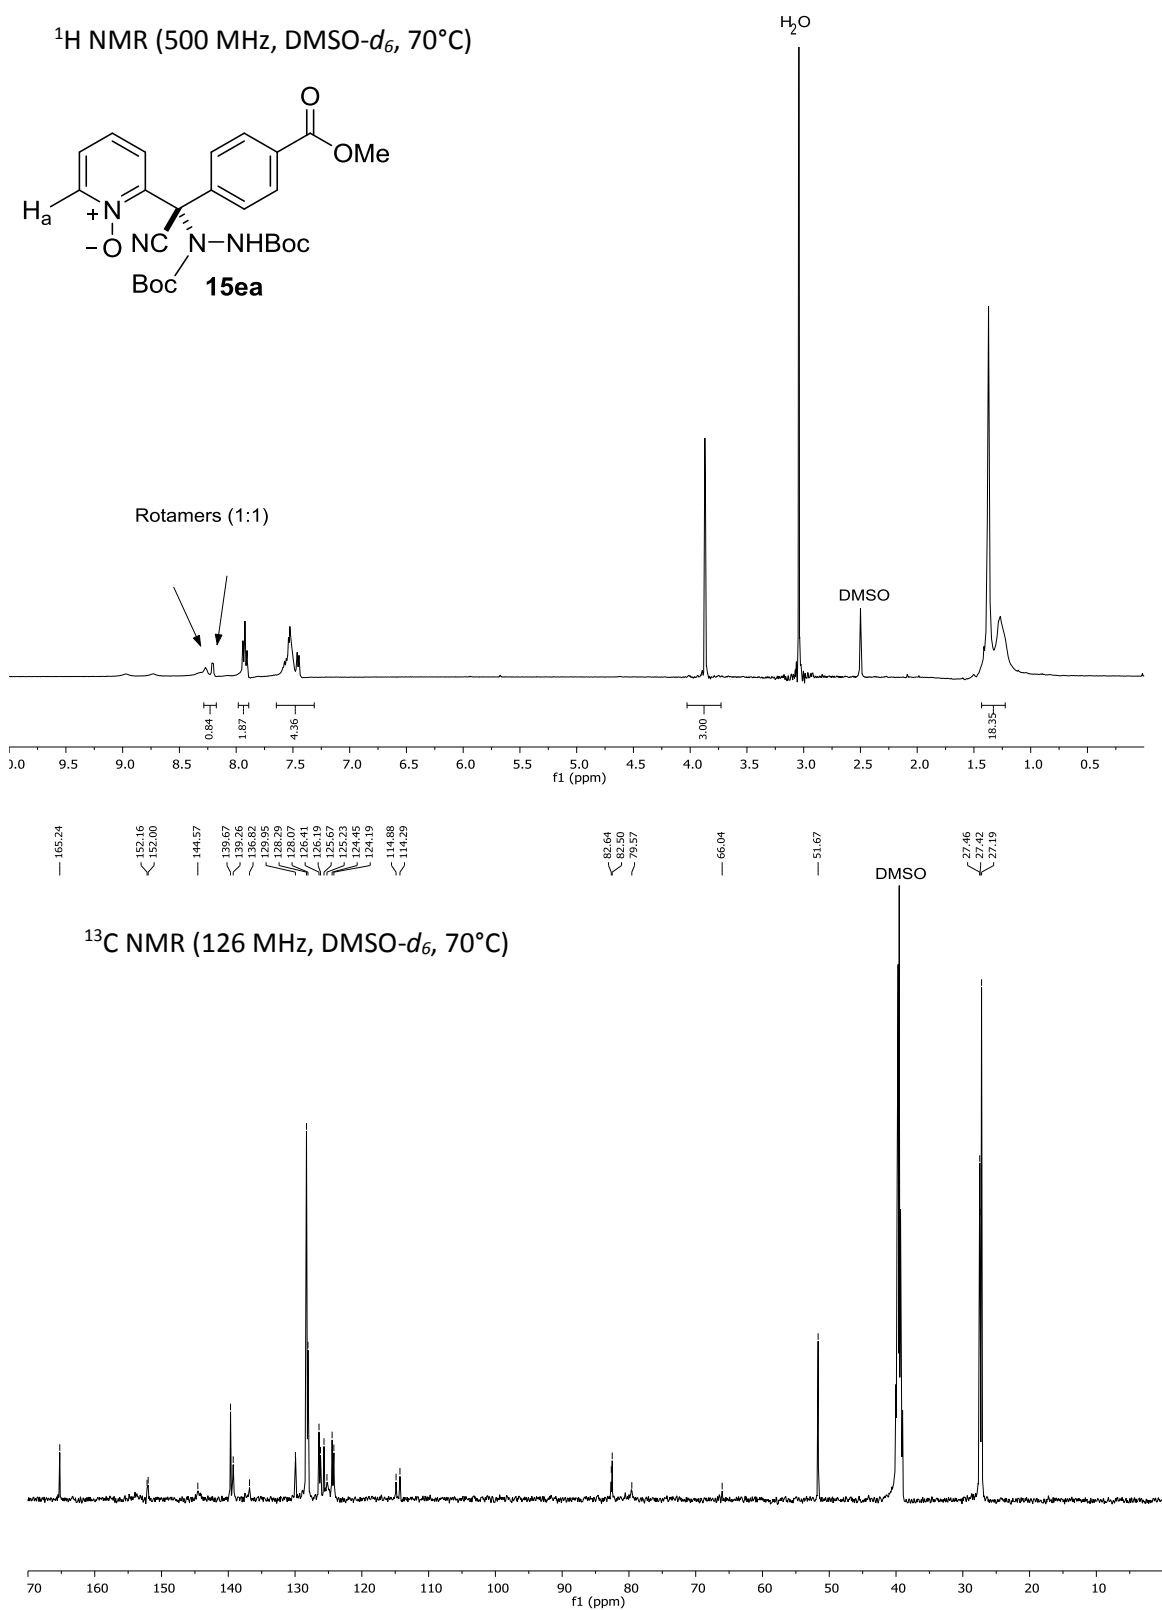 ¹H NMR (500 MHz, DMSO-d₆, 70°C)
H₂O
O
OMe
Hₐ
N
+
−O
NC
N−NHBoc
Boc
15ea
Rotamers (1:1)
DMSO
0.84
1.87
4.36
3.00
18.35
0.0 9.5 9.0 8.5 8.0 7.5 7.0 6.5 6.0 5.5 5.0 4.5 4.0 3.5 3.0 2.5 2.0 1.5 1.0 0.5
f1 (ppm)
165.24
152.16
152.00
144.57
139.67
139.26
136.82
129.95
128.29
128.07
126.41
126.19
125.67
125.23
124.45
124.19
114.88
114.29
82.64
82.50
79.57
66.04
51.67
27.46
27.42
27.19
DMSO
¹³C NMR (126 MHz, DMSO-d₆, 70°C)
70 160 150 140 130 120 110 100 90 80 70 60 50 40 30 20 10
f1 (ppm)